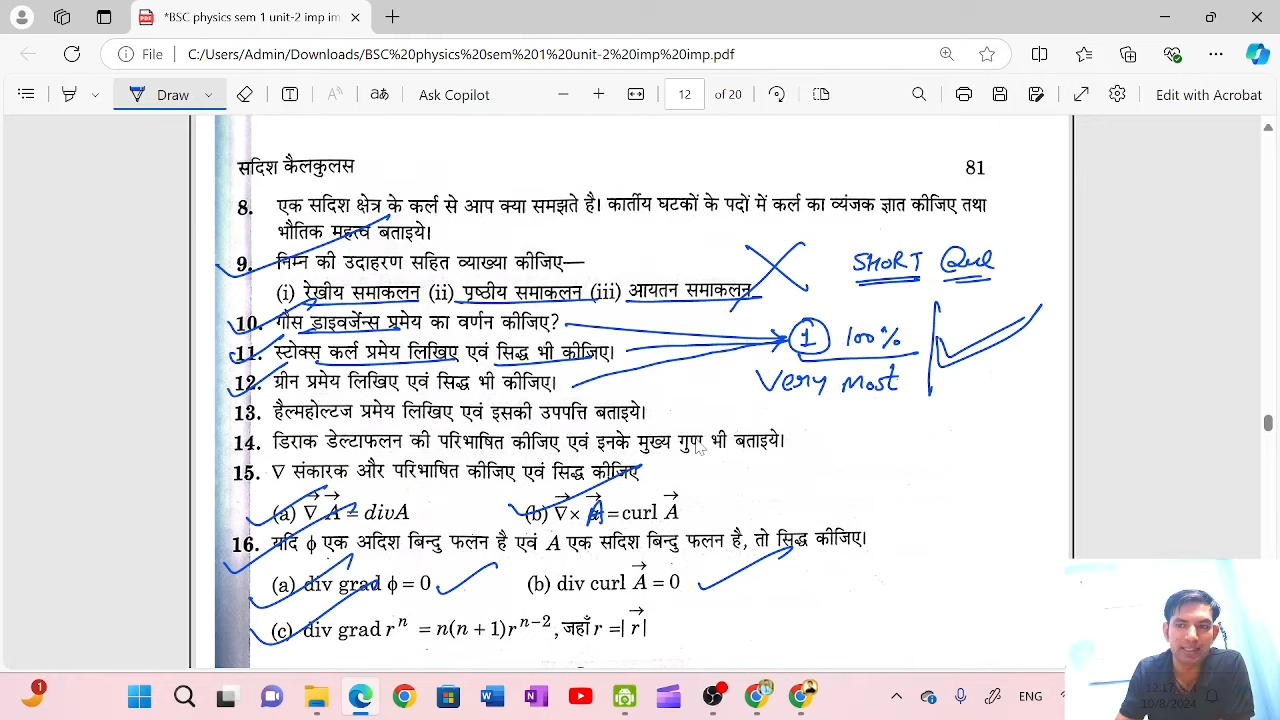 *BSC physics sem 1 unit-2 imp im
File
C:/Users/Admin/Downloads/BSC%20physics%20sem%201%20unit-2%20imp%20imp.pdf
Draw
Ask Copilot
12
of 20
Edit with Acrobat
सदिश कैलकुलस
81
8. एक सदिश क्षेत्र के कर्ल से आप क्या समझते है। कार्तीय घटकों के पदों में कर्ल का व्यंजक ज्ञात कीजिए तथा
भौतिक महत्व बताइये।
9. निम्न की उदाहरण सहित व्याख्या कीजिए—
SHORT Que
(i) रेखीय समाकलन (ii) पृष्ठीय समाकलन (iii) आयतन समाकलन
10. गौस डाइवर्जेन्स प्रमेय का वर्णन कीजिए?
1 100%
11. स्टोक्स कर्ल प्रमेय लिखिए एवं सिद्ध भी कीजिए।
12. ग्रीन प्रमेय लिखिए एवं सिद्ध भी कीजिए।
Very Most
13. हैल्महोल्टज प्रमेय लिखिए एवं इसकी उपपत्ति बताइये।
14. डिराक डेल्टाफलन की परिभाषित कीजिए एवं इनके मुख्य गुण भी बताइये।
15. ∇ संकारक और परिभाषित कीजिए एवं सिद्ध कीजिए
(a) ∇⃗ A⃗ = divA (b) ∇⃗ × A⃗ = curl A⃗
16. यदि ϕ एक अदिश बिन्दु फलन है एवं A एक सदिश बिन्दु फलन है, तो सिद्ध कीजिए।
(a) div grad ϕ = 0 (b) div curl A⃗ = 0
(c) div grad rⁿ = n(n + 1)rⁿ⁻², जहाँ r = |r⃗|
1
ENG
10/8/2024